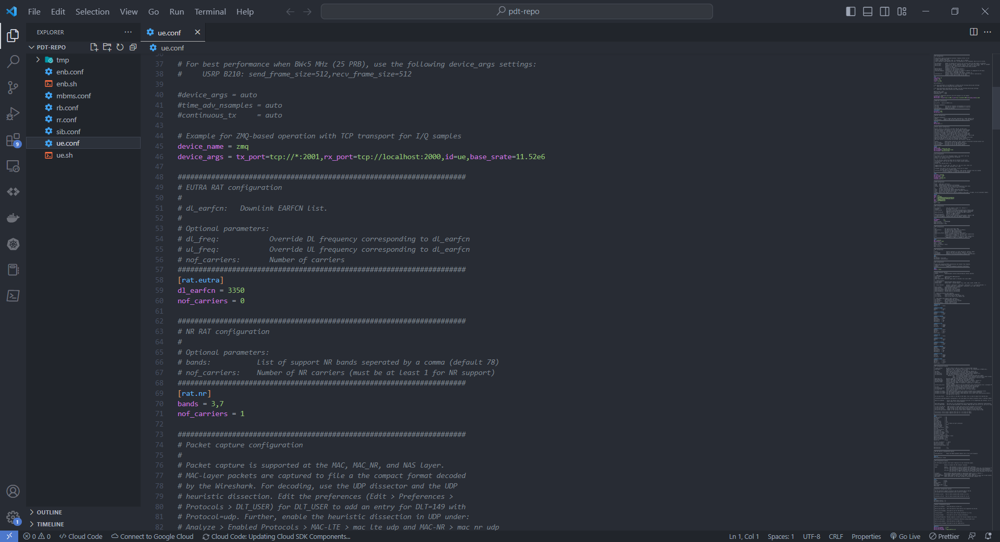 File Edit Selection View Go Run Terminal Help
pdt-repo
EXPLORER
ue.conf
PDT-REPO
ue.conf
tmp
enb.conf
enb.sh
mbms.conf
rb.conf
rr.conf
sib.conf
ue.conf
ue.sh
9
36
37 # For best performance when BW<5 MHz (25 PRB), use the following device_args settings:
38 #     USRP B210: send_frame_size=512,recv_frame_size=512
39
40 #device_args = auto
41 #time_adv_nsamples = auto
42 #continuous_tx     = auto
43
44 # Example for ZMQ-based operation with TCP transport for I/Q samples
45 device_name = zmq
46 device_args = tx_port=tcp://*:2001,rx_port=tcp://localhost:2000,id=ue,base_srate=11.52e6
47
48 #####################################################################
49 # EUTRA RAT configuration
50 #
51 # dl_earfcn:   Downlink EARFCN list.
52 #
53 # Optional parameters:
54 # dl_freq:            Override DL frequency corresponding to dl_earfcn
55 # ul_freq:            Override UL frequency corresponding to dl_earfcn
56 # nof_carriers:       Number of carriers
57 #####################################################################
58 [rat.eutra]
59 dl_earfcn = 3350
60 nof_carriers = 0
61
62 #####################################################################
63 # NR RAT configuration
64 #
65 # Optional parameters:
66 # bands:           List of support NR bands seperated by a comma (default 78)
67 # nof_carriers:    Number of NR carriers (must be at least 1 for NR support)
68 #####################################################################
69 [rat.nr]
70 bands = 3,7
71 nof_carriers = 1
72
73 #####################################################################
74 # Packet capture configuration
75 #
76 # Packet capture is supported at the MAC, MAC_NR, and NAS layer.
77 # MAC-layer packets are captured to file a the compact format decoded
78 # by the Wireshark. For decoding, use the UDP dissector and the UDP
79 # heuristic dissection. Edit the preferences (Edit > Preferences >
80 # Protocols > DLT_USER) for DLT_USER to add an entry for DLT=149 with
81 # Protocol=udp. Further, enable the heuristic dissection in UDP under:
82 # Analyze > Enabled Protocols > MAC-LTE > mac_lte_udp and MAC-NR > mac_nr_udp
OUTLINE
1
TIMELINE
0 0 Cloud Code Connect to Google Cloud Cloud Code: Updating Cloud SDK Components... Ln 1, Col 1 Spaces: 1 UTF-8 CRLF Properties Go Live Prettier